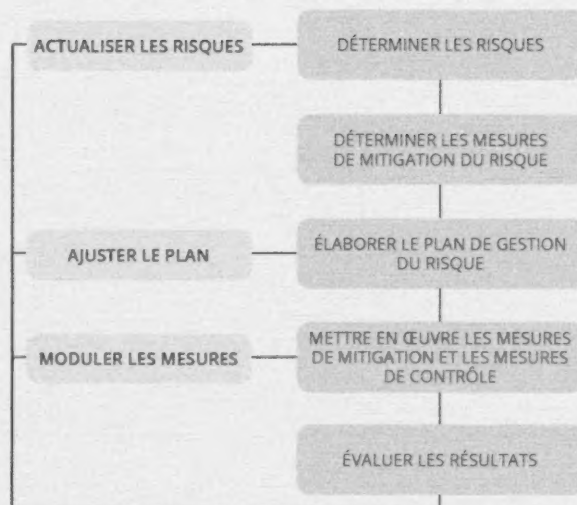 ACTUALISER LES RISQUES
DÉTERMINER LES RISQUES
DÉTERMINER LES MESURES
DE MITIGATION DU RISQUE
AJUSTER LE PLAN
ÉLABORER LE PLAN DE GESTION
DU RISQUE
MODULER LES MESURES
METTRE EN ŒUVRE LES MESURES
DE MITIGATION ET LES MESURES
DE CONTRÔLE
ÉVALUER LES RÉSULTATS